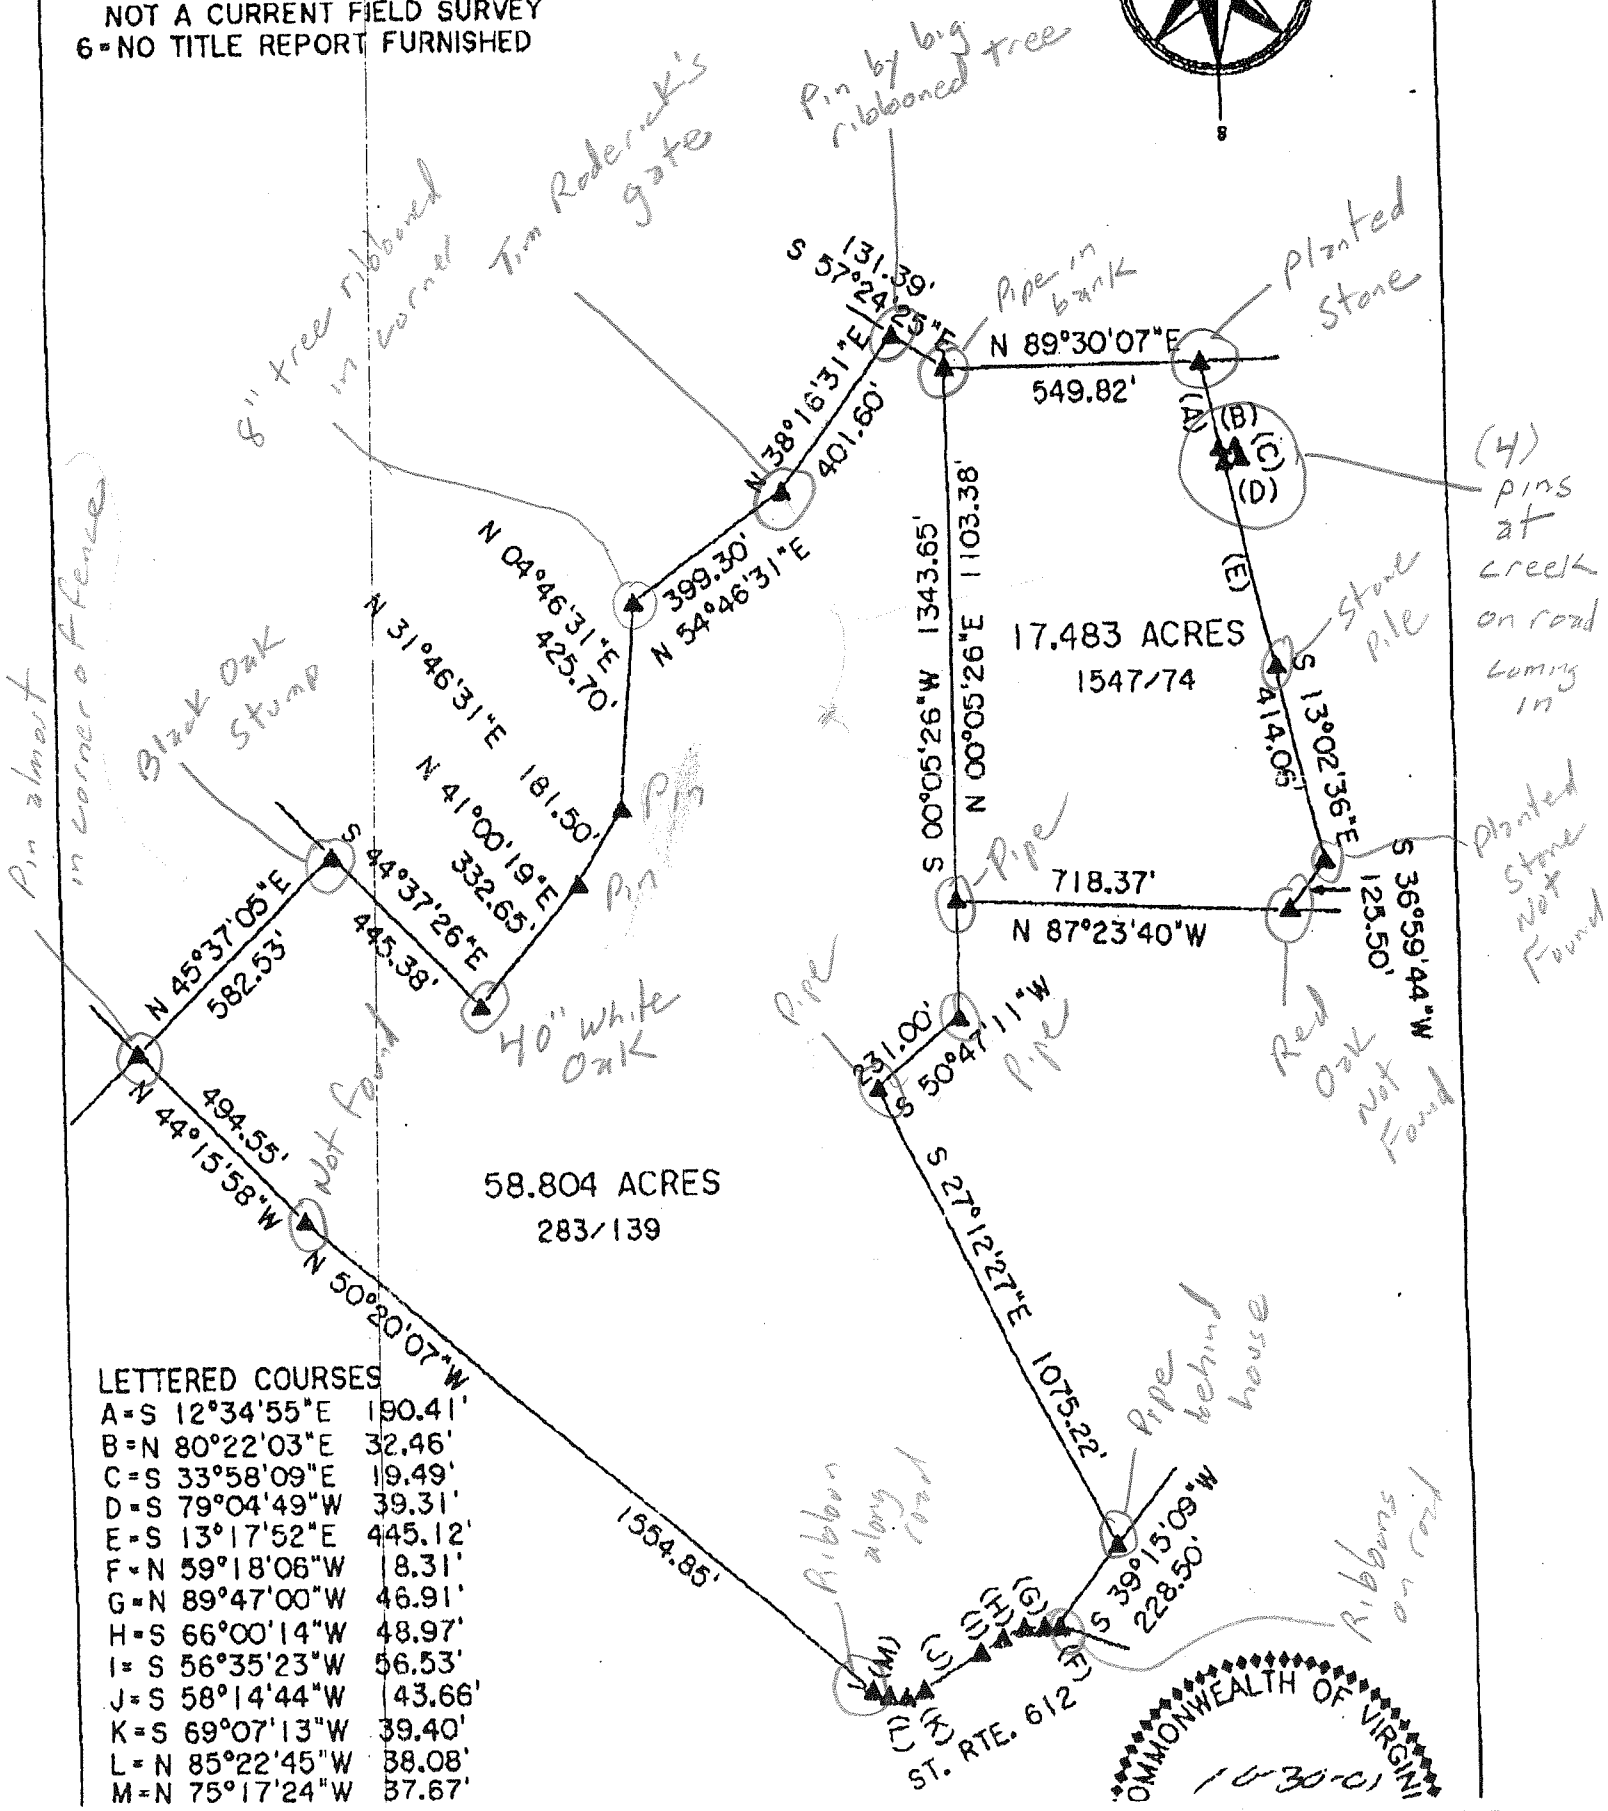 NOT A CURRENT FIELD SURVEY
6=NO TITLE REPORT FURNISHED
8
Pin by big
ribbooned tree
Tim Roderick's
gate
8" tree ribboned
in corner
Planted
Stone
Pipe in
bank
131.39'
S 57°24'25"E
N 89°30'07"E
549.82'
N 38°16'31"E
401.60'
(A)
(B)
(C)
(D)
(E)
(4)
pins
at
creek
on road
coming
in
399.30'
N 54°46'31"E
N 04°46'31"E
425.70'
N 31°46'31"E 181.50'
N 41°00'19"E
332.65'
S 00°05'26"W 1343.65'
N 00°05'26"E 1103.38'
17.483 ACRES
1547/74
Stone
Pile
S 13°02'36"E
414.06'
Pin almost
in corner of fence
Black Oak
Stump
Pin
Pin
Pipe
Planted
Stone
Not
Found
S 36°59'44"W
125.50'
718.37'
N 87°23'40"W
S 44°37'26"E
445.38'
N 45°37'05"E
582.53'
40" White
Oak
Pipe
231.00'
S 50°47'11"W
Pipe
Red
Oak
Not
Found
494.55'
N 44°15'58"W
Not Found
58.804 ACRES
283/139
S 27°12'27"E 1075.22'
N 50°20'07"W
1554.85'
Pipe
behind
house
LETTERED COURSES
A=S 12°34'55"E 190.41'
B=N 80°22'03"E 32.46'
C=S 33°58'09"E 19.49'
D=S 79°04'49"W 39.31'
E=S 13°17'52"E 445.12'
F=N 59°18'06"W 18.31'
G=N 89°47'00"W 46.91'
H=S 66°00'14"W 48.97'
I= S 56°35'23"W 56.53'
J=S 58°14'44"W 143.66'
K=S 69°07'13"W 39.40'
L=N 85°22'45"W 38.08'
M=N 75°17'24"W 37.67'
Ribbon
along
road
S 39°15'09"W
228.50'
Ribbons
on road
(M)
(L)
(K)
(J)
(I)
(H)
(G)
(F)
ST. RTE. 612
OMMONWEALTH OF VIRGINI
10-30-01